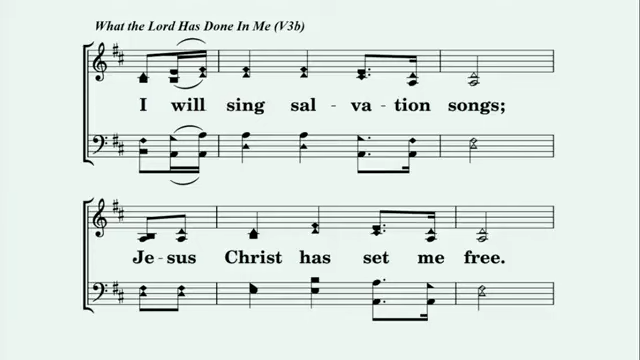 What the Lord Has Done In Me (V3b)
I will sing sal - va - tion songs;
Je - sus Christ has set me free.